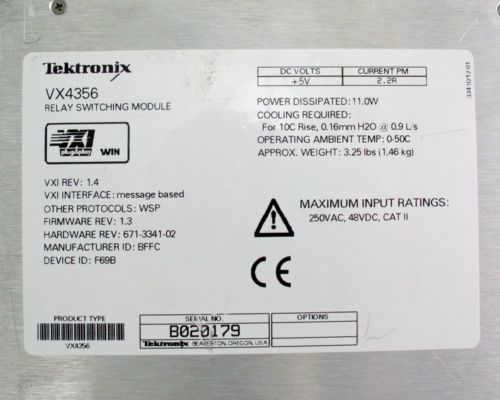 Tektronix
VX4356
RELAY SWITCHING MODULE
VXI
plug&play
WIN
VXI REV: 1.4
VXI INTERFACE: message based
OTHER PROTOCOLS: WSP
FIRMWARE REV: 1.3
HARDWARE REV: 671-3341-02
MANUFACTURER ID: BFFC
DEVICE ID: F69B
DC VOLTS CURRENT PM
+5V 2.2A
POWER DISSIPATED: 11.0W
COOLING REQUIRED:
For 10C Rise, 0.16mm H2O @ 0.9 L/s
OPERATING AMBIENT TEMP: 0-50C
APPROX. WEIGHT: 3.25 lbs (1.46 kg)
MAXIMUM INPUT RATINGS:
250VAC, 48VDC, CAT II
CE
PRODUCT TYPE
VX4356
SERIAL NO.
B020179
Tektronix BEAVERTON, OREGON, USA
OPTIONS